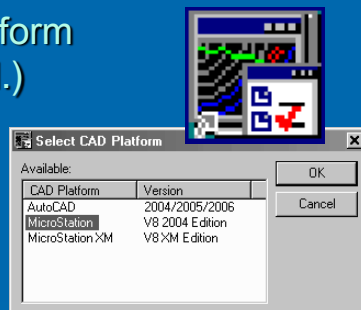 form
.)
Select CAD Platform
Available:
OK
CAD Platform Version
Cancel
AutoCAD 2004/2005/2006
MicroStation V8 2004 Edition
MicroStation XM V8 XM Edition